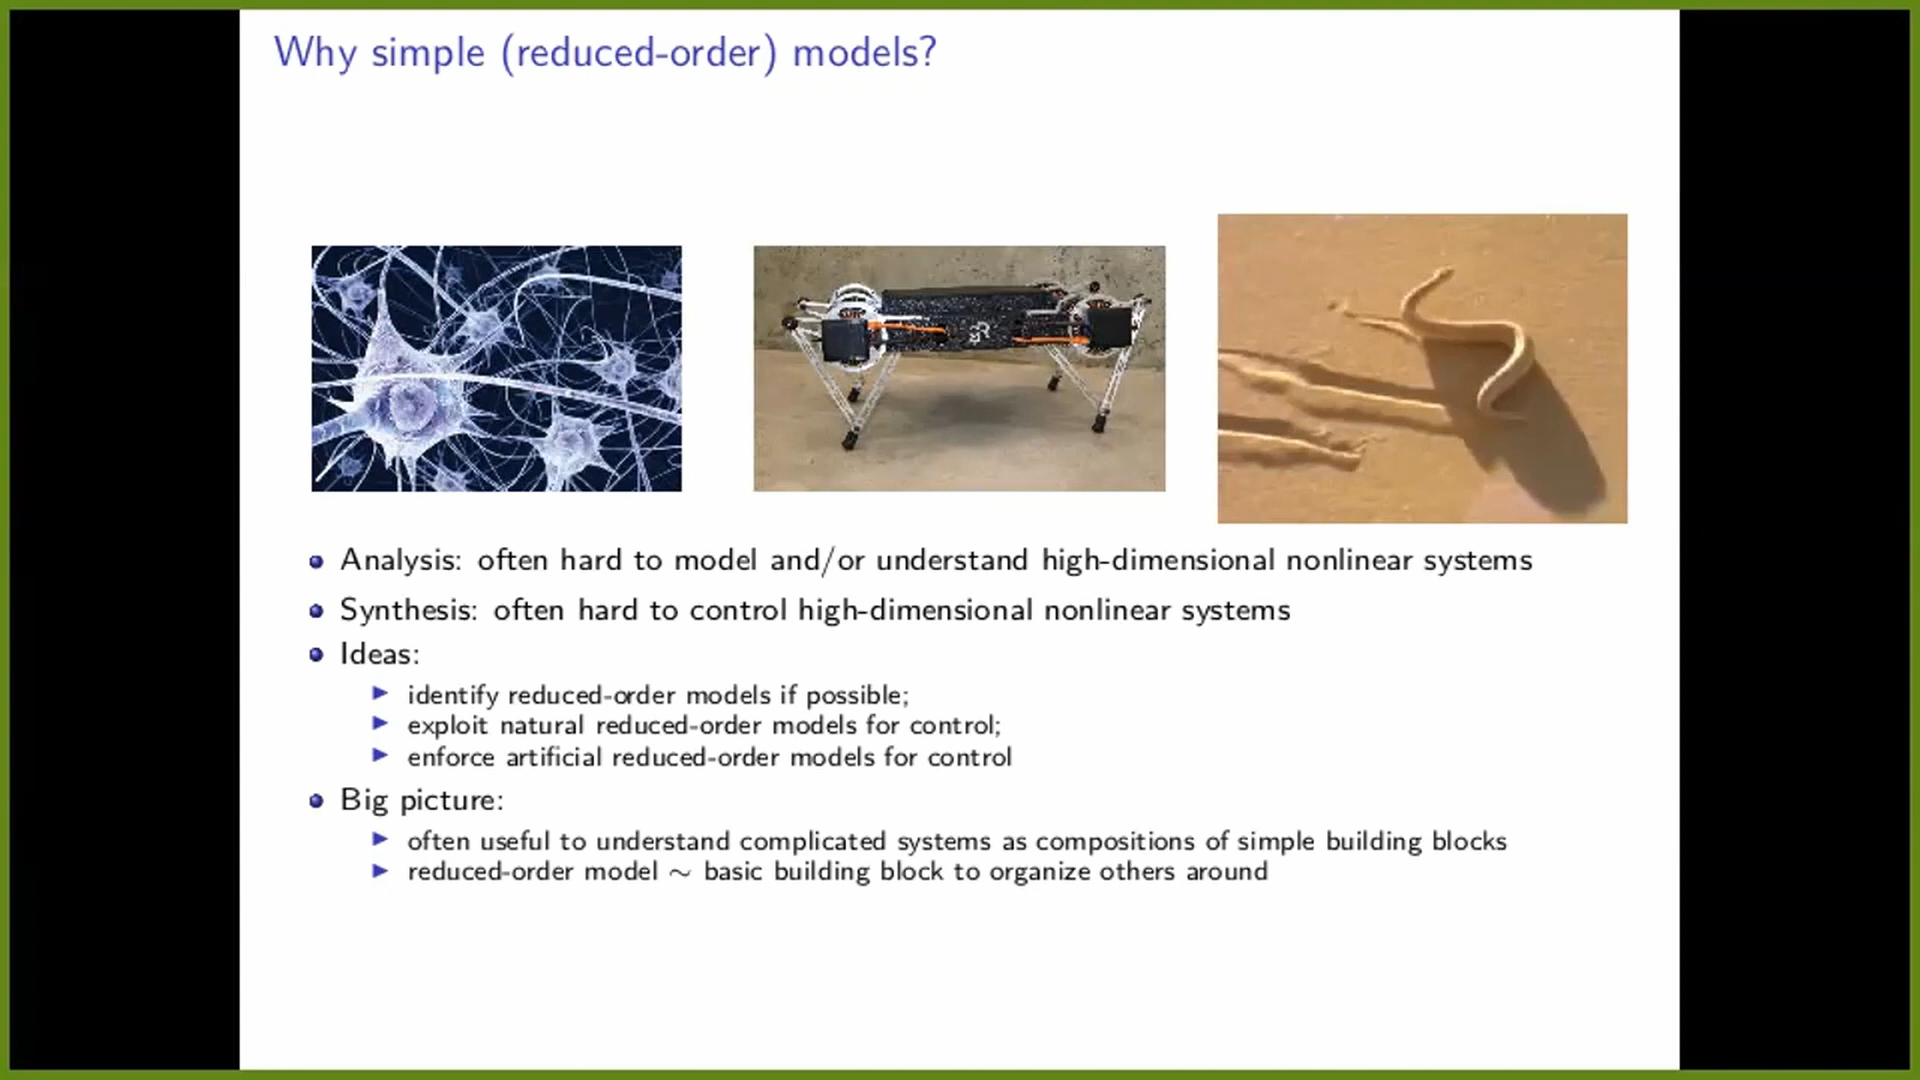 Why simple (reduced-order) models?
Analysis: often hard to model and/or understand high-dimensional nonlinear systems
Synthesis: often hard to control high-dimensional nonlinear systems
Ideas:
identify reduced-order models if possible;
exploit natural reduced-order models for control;
enforce artificial reduced-order models for control
Big picture:
often useful to understand complicated systems as compositions of simple building blocks
reduced-order model ∼ basic building block to organize others around